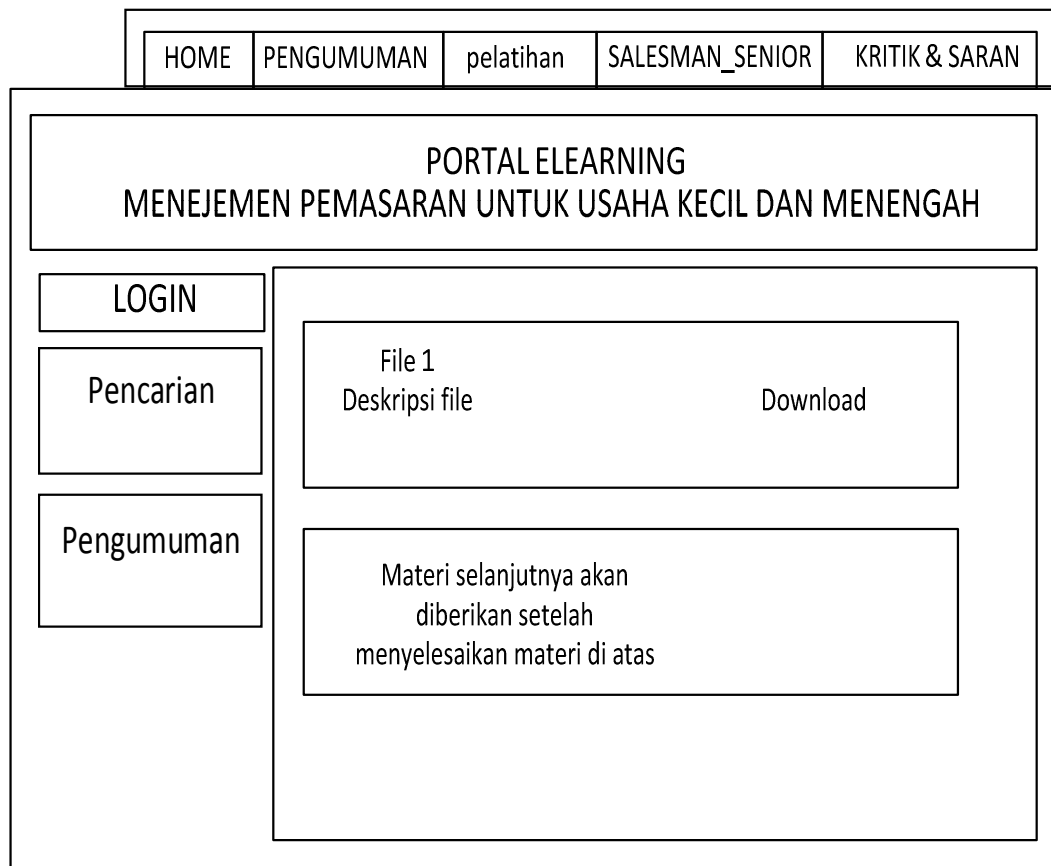 HOME PENGUMUMAN pelatihan SALESMAN_SENIOR KRITIK & SARAN
PORTAL ELEARNING
MENEJEMEN PEMASARAN UNTUK USAHA KECIL DAN MENENGAH
LOGIN
Pencarian
Pengumuman
File 1
Deskripsi file Download
Materi selanjutnya akan
diberikan setelah
menyelesaikan materi di atas